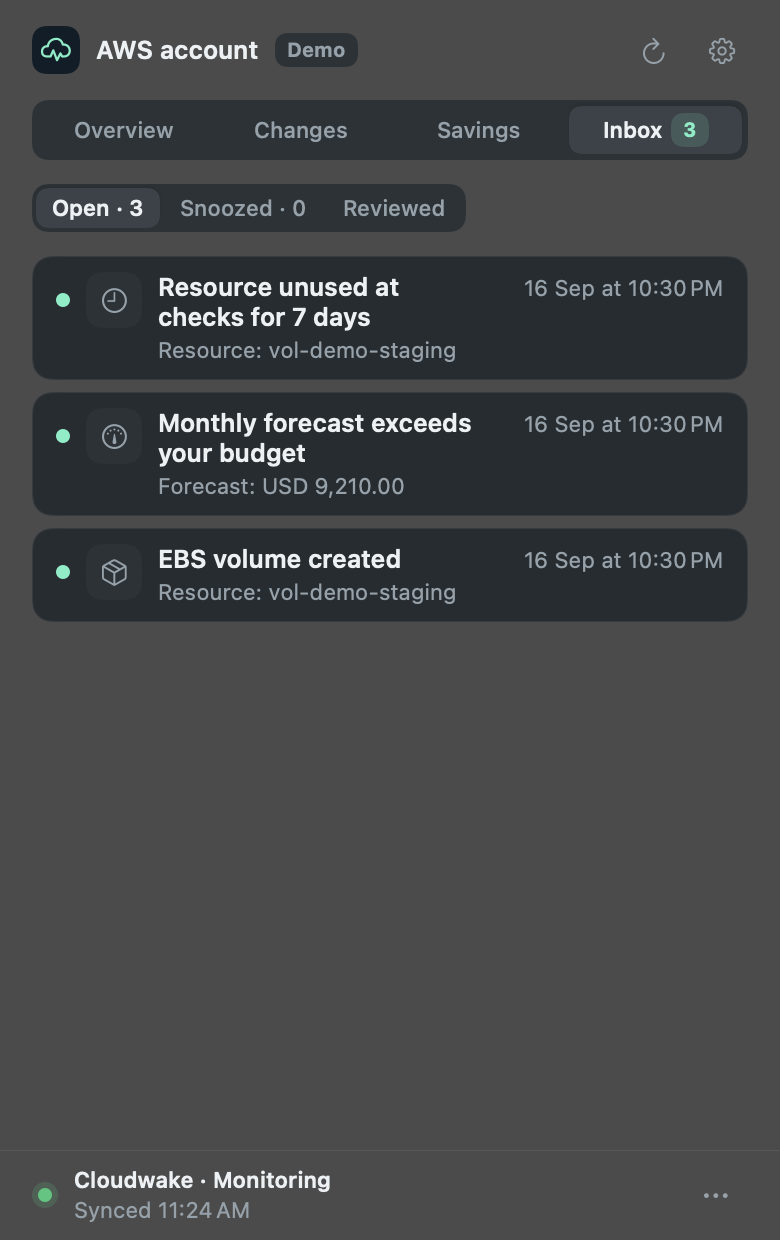 AWS account Demo
Overview Changes Savings Inbox 3
Open · 3 Snoozed · 0 Reviewed
Resource unused at 16 Sep at 10:30 PM
checks for 7 days
Resource: vol-demo-staging
Monthly forecast exceeds 16 Sep at 10:30 PM
your budget
Forecast: USD 9,210.00
EBS volume created 16 Sep at 10:30 PM
Resource: vol-demo-staging
Cloudwake · Monitoring
Synced 11:24 AM